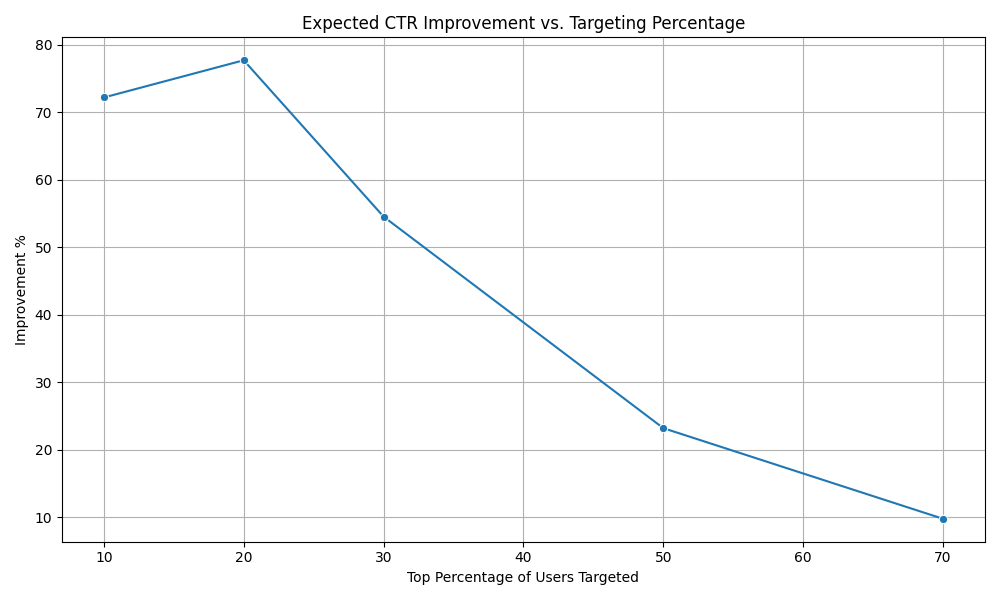 Expected CTR Improvement vs. Targeting Percentage
80
70
60
50
40
30
20
10
Improvement %
10 20 30 40 50 60 70
Top Percentage of Users Targeted